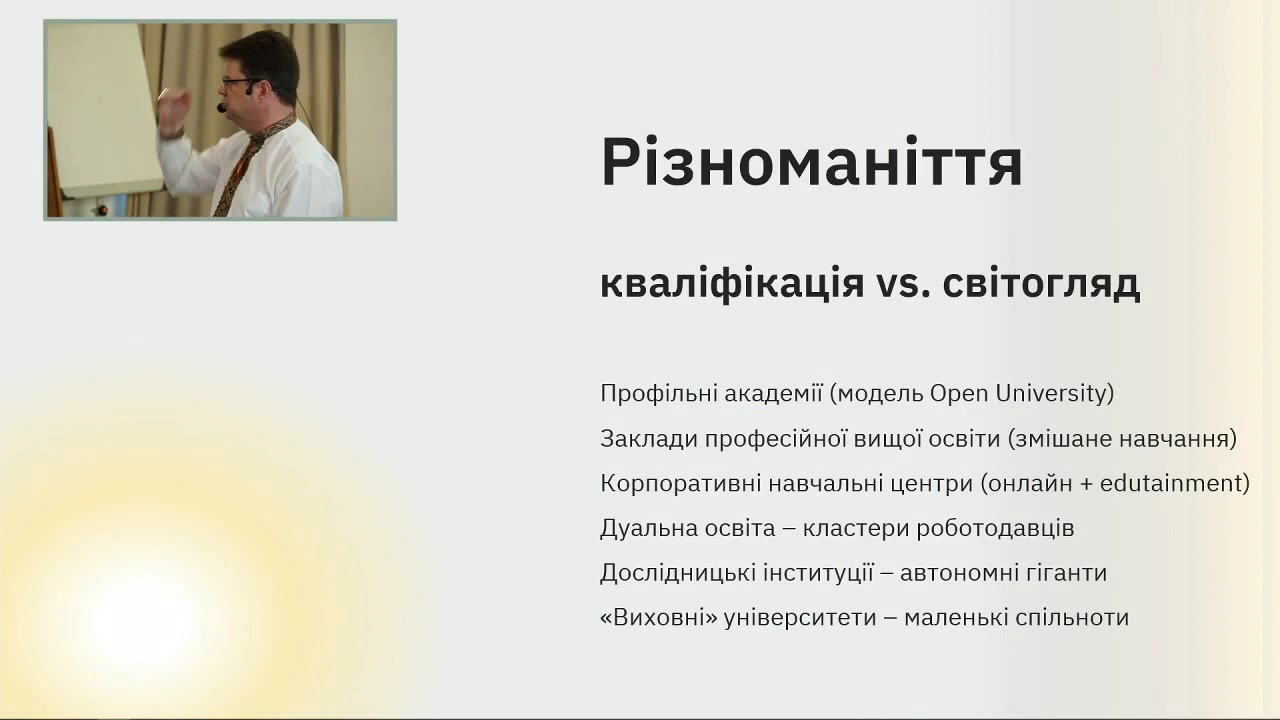 Різноманіття
кваліфікація vs. світогляд
Профільні академії (модель Open University)
Заклади професійної вищої освіти (змішане навчання)
Корпоративні навчальні центри (онлайн + edutainment)
Дуальна освіта – кластери роботодавців
Дослідницькі інституції – автономні гіганти
«Виховні» університети – маленькі спільноти